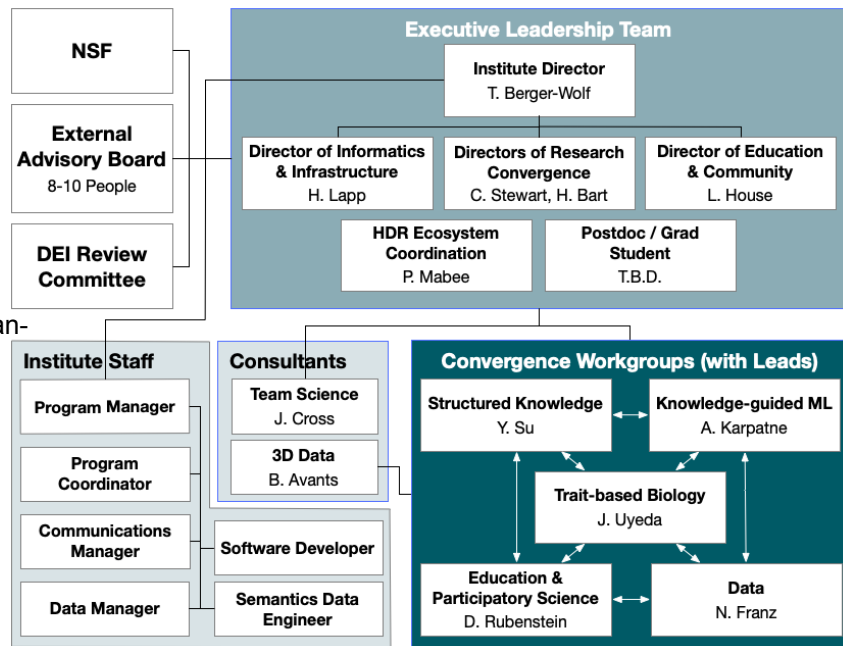 NSF
External
Advisory Board
8-10 People
DEI Review
Committee
Executive Leadership Team
Institute Director
T. Berger-Wolf
Director of Informatics
& Infrastructure
H. Lapp
Directors of Research
Convergence
C. Stewart, H. Bart
Director of Education
& Community
L. House
HDR Ecosystem
Coordination
P. Mabee
Postdoc / Grad
Student
T.B.D.
an-
Institute Staff
Program Manager
Program
Coordinator
Communications
Manager
Data Manager
Software Developer
Semantics Data
Engineer
Consultants
Team Science
J. Cross
3D Data
B. Avants
Convergence Workgroups (with Leads)
Structured Knowledge
Y. Su
Knowledge-guided ML
A. Karpatne
Trait-based Biology
J. Uyeda
Education &
Participatory Science
D. Rubenstein
Data
N. Franz